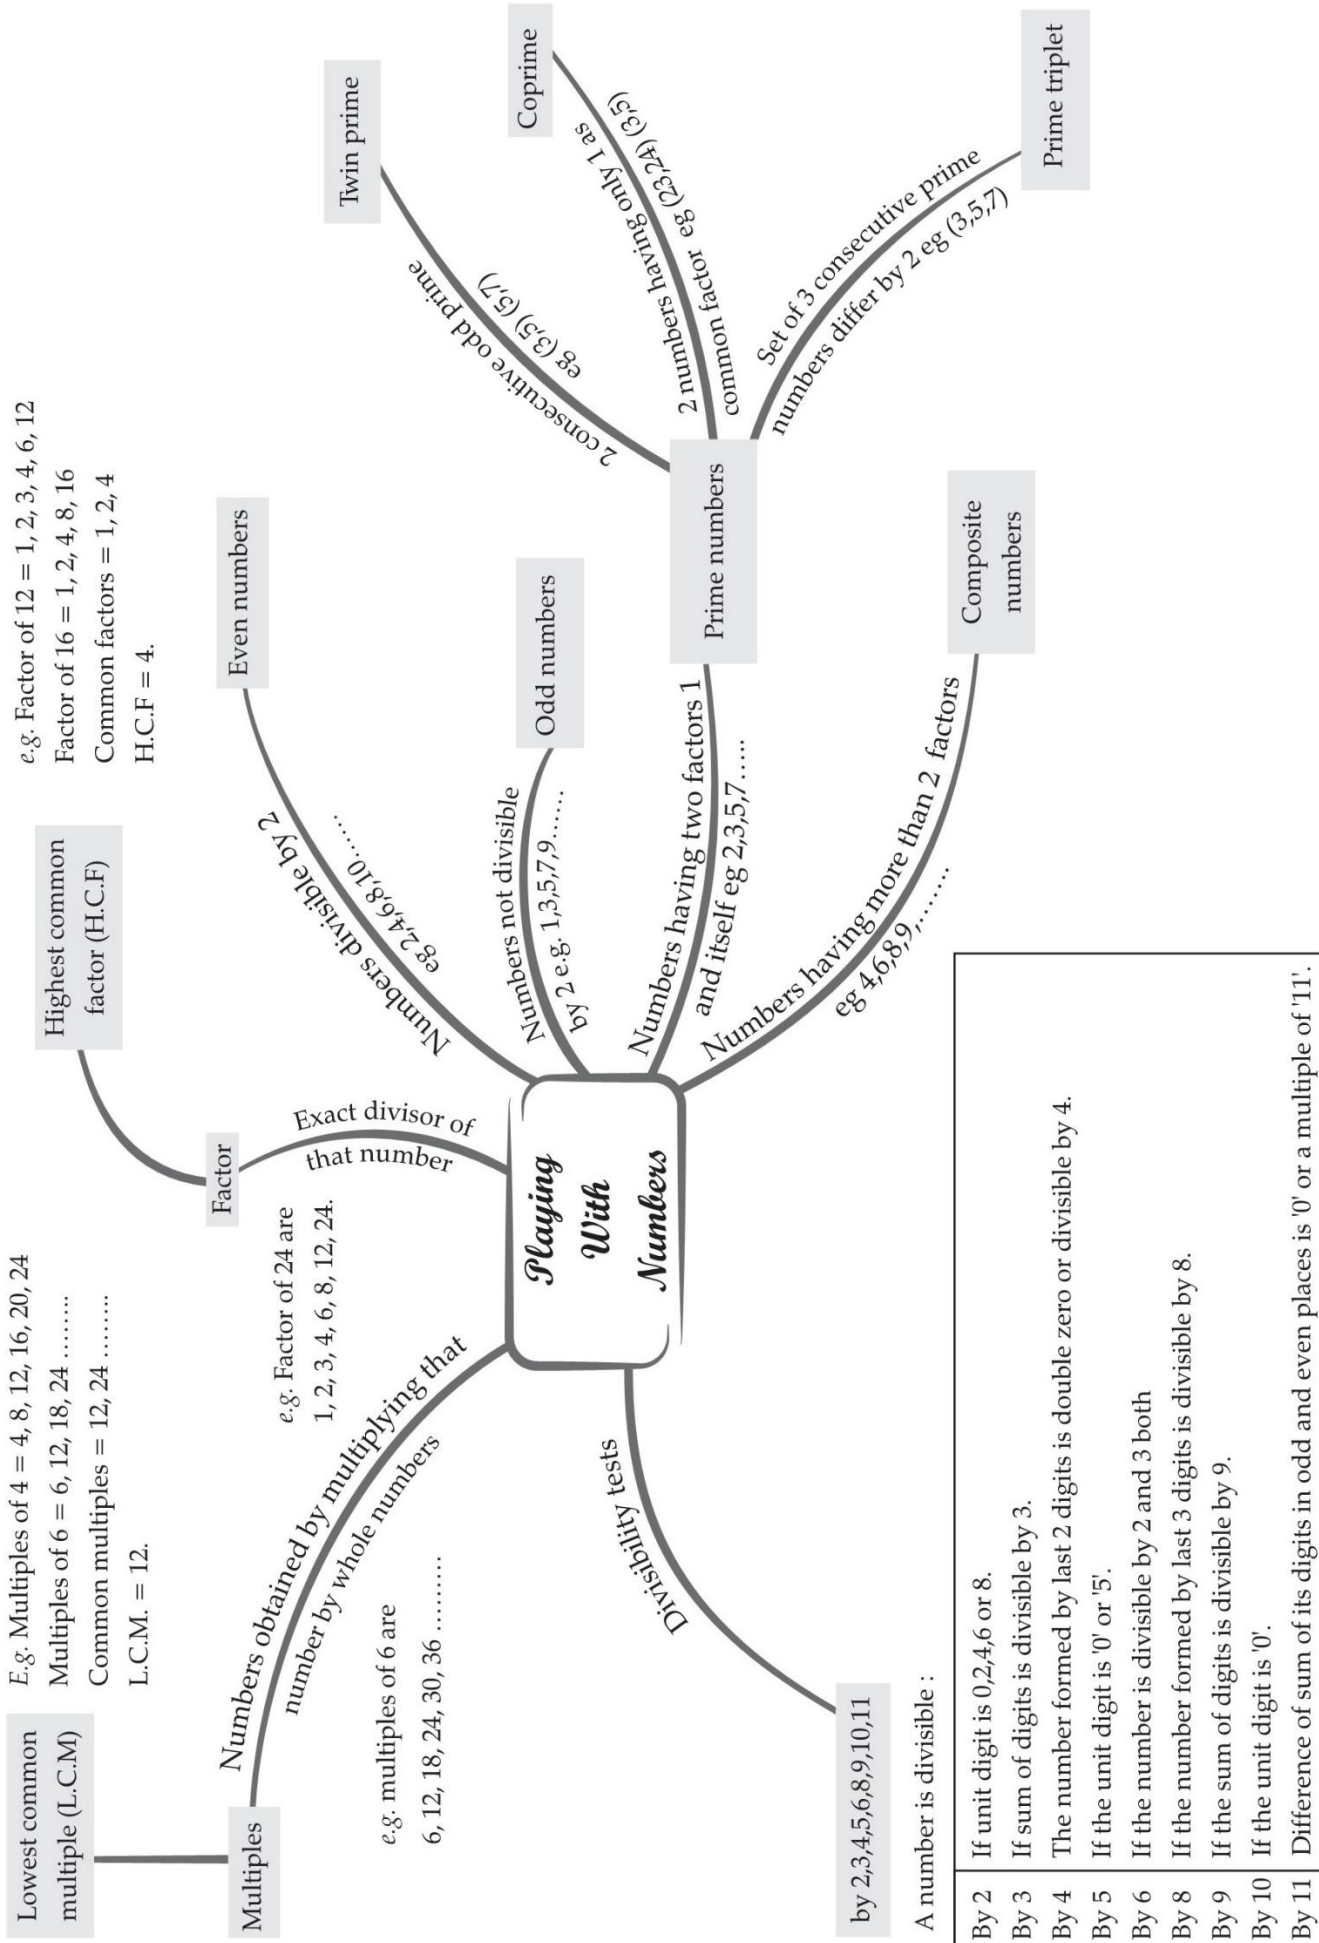 Lowest common
multiple (L.C.M)
E.g. Multiples of 4 = 4, 8, 12, 16, 20, 24
Multiples of 6 = 6, 12, 18, 24 ........
Common multiples = 12, 24 ........
L.C.M. = 12.
Highest common
factor (H.C.F)
e.g. Factor of 12 = 1, 2, 3, 4, 6, 12
Factor of 16 = 1, 2, 4, 8, 16
Common factors = 1, 2, 4
H.C.F = 4.
Multiples
Numbers obtained by multiplying that
number by whole numbers
e.g. multiples of 6 are
6, 12, 18, 24, 30, 36 .........
Factor
Exact divisor of
that number
e.g. Factor of 24 are
1, 2, 3, 4, 6, 8, 12, 24.
Even numbers
Numbers divisible by 2
eg 2,4,6,8,10.......
Odd numbers
Numbers not divisible
by 2 e.g. 1,3,5,7,9......
Playing
With
Numbers
Prime numbers
Numbers having two factors 1
and itself eg 2,3,5,7.....
Twin prime
2 consecutive odd prime
eg (3,5) (5,7)
Coprime
2 numbers having only 1 as
common factor eg (23,24) (3,5)
Prime triplet
Set of 3 consecutive prime
numbers differ by 2 eg (3,5,7)
Composite
numbers
Numbers having more than 2 factors
eg 4,6,8,9,........
Divisibility tests
by 2,3,4,5,6,8,9,10,11
A number is divisible :
By 2 If unit digit is 0,2,4,6 or 8.
By 3 If sum of digits is divisible by 3.
By 4 The number formed by last 2 digits is double zero or divisible by 4.
By 5 If the unit digit is '0' or '5'.
By 6 If the number is divisible by 2 and 3 both
By 8 If the number formed by last 3 digits is divisible by 8.
By 9 If the sum of digits is divisible by 9.
By 10 If the unit digit is '0'.
By 11 Difference of sum of its digits in odd and even places is '0' or a multiple of '11'.